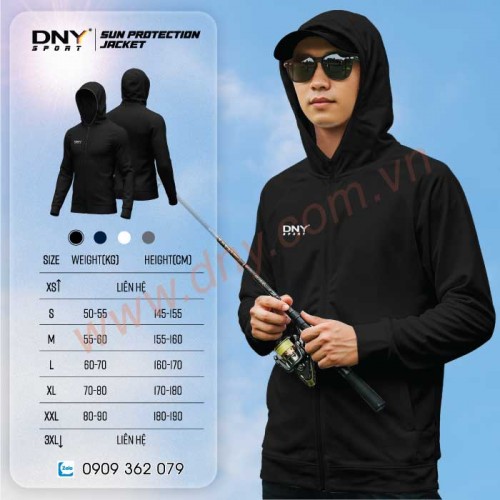 DNY SPORT
SUN PROTECTION
JACKET
DNY
SPORT
SIZE WEIGHT(KG) HEIGHT(CM)
XS↑ LIÊN HỆ
S 50-55 145-155
M 55-60 155-160
L 60-70 160-170
XL 70-80 170-180
XXL 80-90 180-190
3XL↓ LIÊN HỆ
Zalo 0909 362 079
www.dny.com.vn